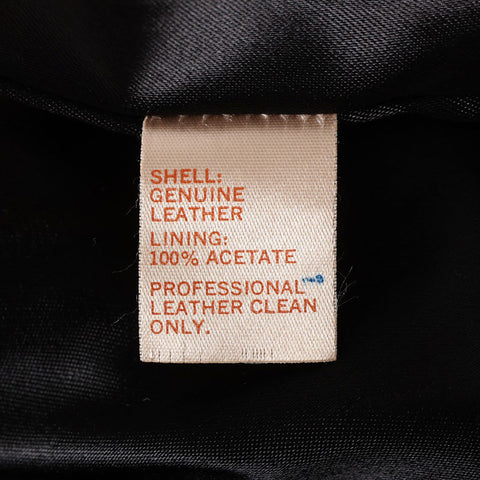 SHELL:
GENUINE
LEATHER
LINING:
100% ACETATE
PROFESSIONAL
LEATHER CLEAN
ONLY.